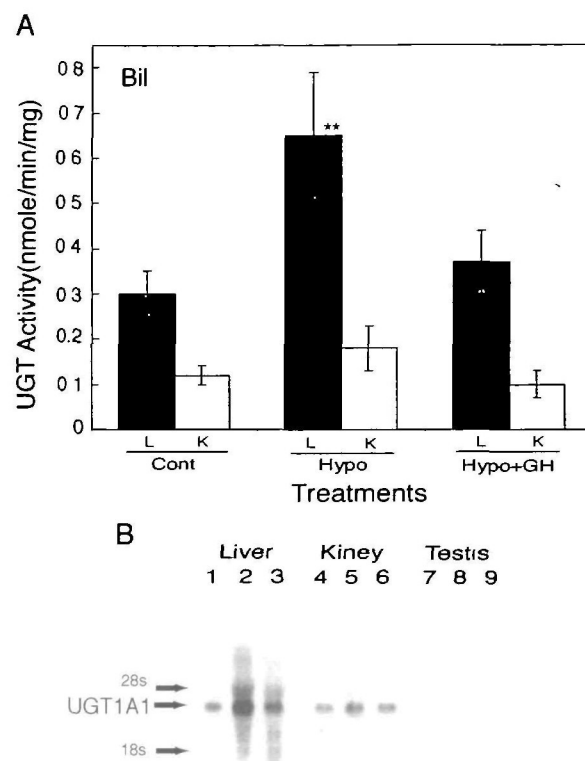 A
Bil
UGT Activity(nmole/min/mg)
0 8
0 7
0.6
0.5
0 4
0.3
0.2
0 1
0
**
L K L K L K
Cont Hypo Hypo+GH
Treatments
B
Liver Kiney Testis
1 2 3 4 5 6 7 8 9
28s
UGT1A1
18s